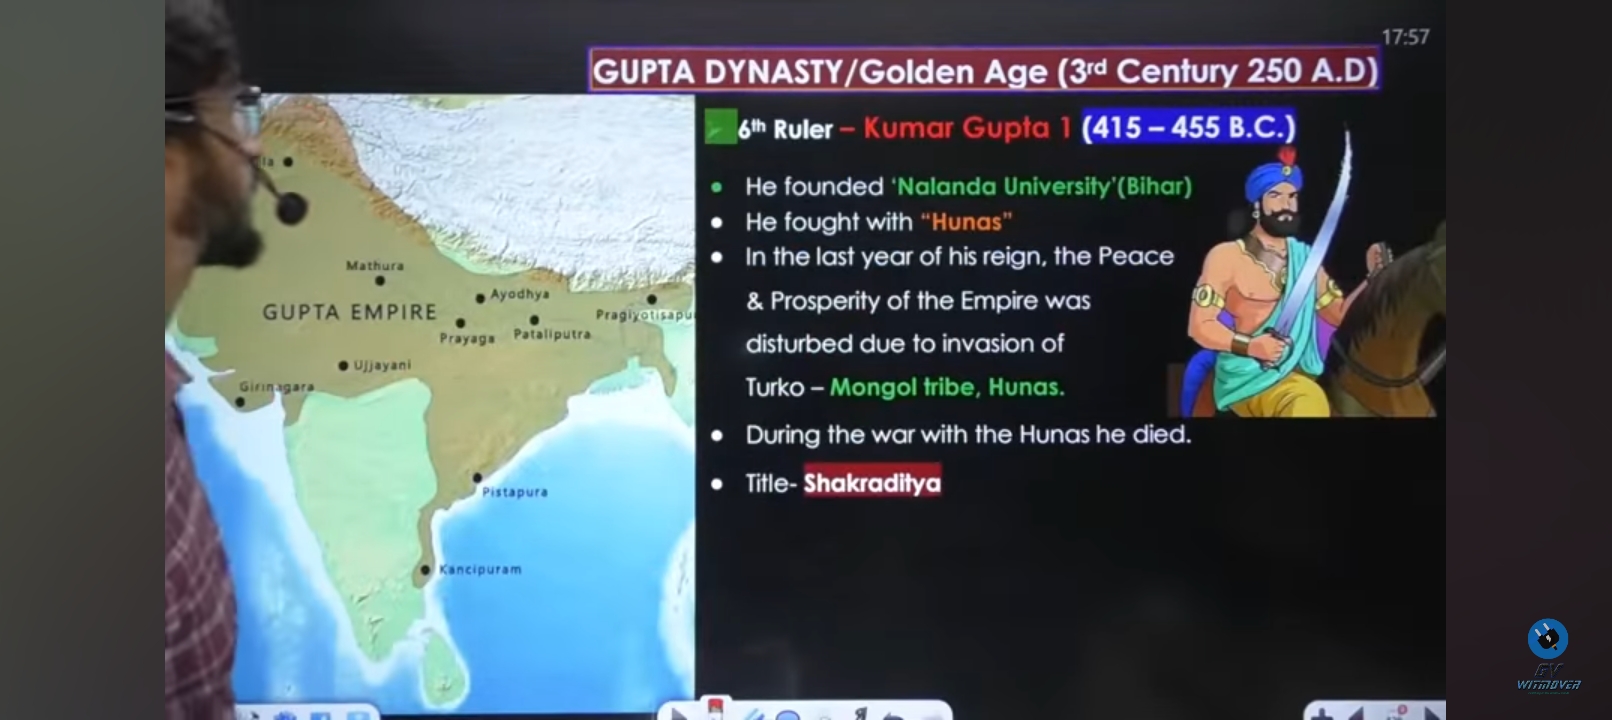 17:57
GUPTA DYNASTY/Golden Age (3rd Century 250 A.D)
6th Ruler – Kumar Gupta 1 (415 – 455 B.C.)
He founded ‘Nalanda University’(Bihar)
He fought with “Hunas”
In the last year of his reign, the Peace
& Prosperity of the Empire was
disturbed due to invasion of
Turko – Mongol tribe, Hunas.
During the war with the Hunas he died.
Title- Shakraditya
Mathura
GUPTA EMPIRE
Ayodhya
Prayaga
Pataliputra
Pragjyotisapu
Ujjayani
Girinagara
Pistapura
Kancipuram
WITMOVER